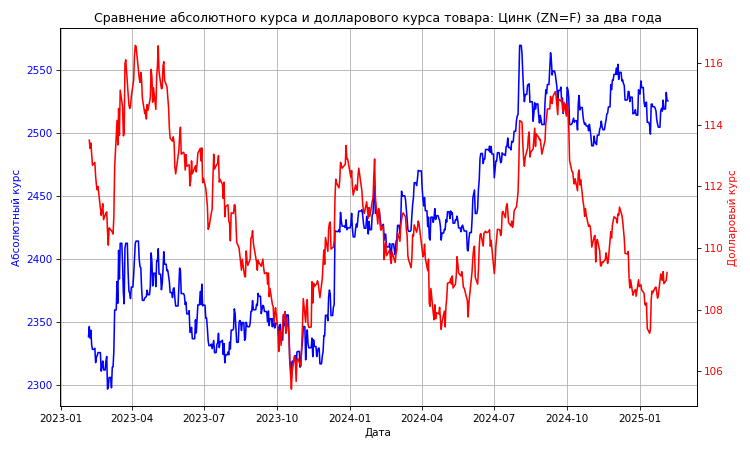 Сравнение абсолютного курса и долларового курса товара: Цинк (ZN=F) за два года
Абсолютный курс
2550
2500
2450
2400
2350
2300
116
114
112
110
108
106
Долларовый курс
2023-01 2023-04 2023-07 2023-10 2024-01 2024-04 2024-07 2024-10 2025-01
Дата